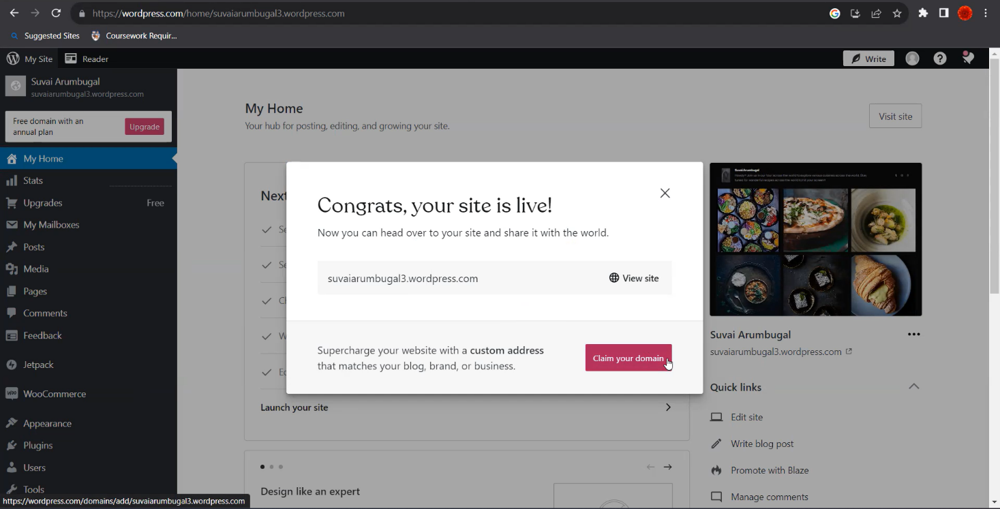 https://wordpress.com/home/suvaiarumbugal3.wordpress.com
Suggested Sites
Coursework Requir...
My Site
Reader
Write
Suvai Arumbugal
suvaiarumbugal3.wordpress.com
Free domain with an
annual plan
Upgrade
My Home
Stats
Upgrades
Free
My Mailboxes
Posts
Media
Pages
Comments
Feedback
Jetpack
WooCommerce
Appearance
Plugins
Users
Tools
https://wordpress.com/domains/add/suvaiarumbugal3.wordpress.com
My Home
Your hub for posting, editing, and growing your site.
Visit site
Next
Se
Se
Ch
W
Ed
Launch your site
Design like an expert
Congrats, your site is live!
Now you can head over to your site and share it with the world.
suvaiarumbugal3.wordpress.com
View site
Supercharge your website with a custom address
that matches your blog, brand, or business.
Claim your domain
Suvai Arumbugal
suvaiarumbugal3.wordpress.com
Quick links
Edit site
Write blog post
Promote with Blaze
Manage comments